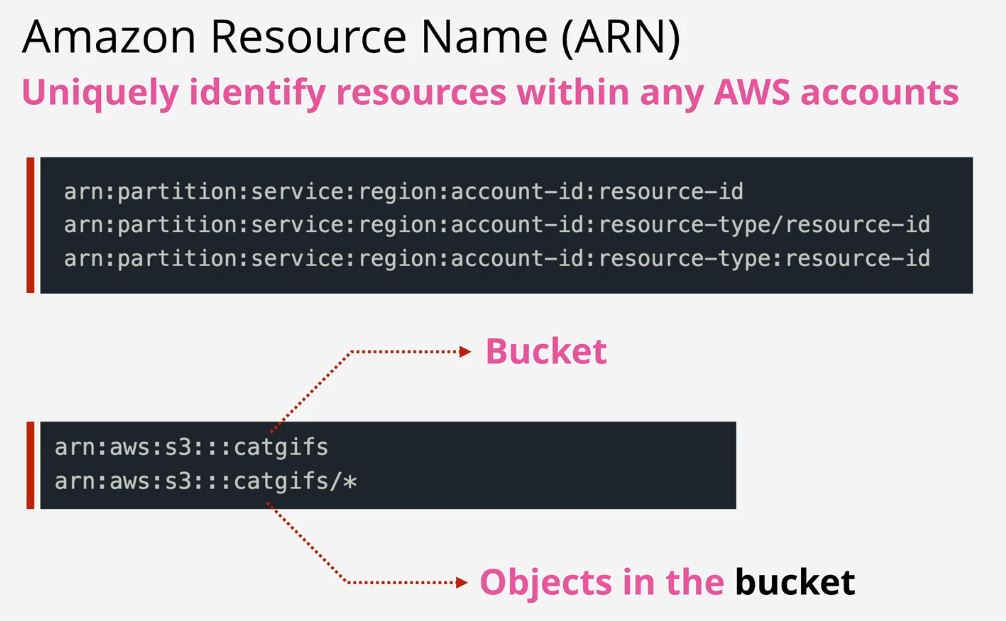 Amazon Resource Name (ARN)
Uniquely identify resources within any AWS accounts
arn:partition:service:region:account-id:resource-id
arn:partition:service:region:account-id:resource-type/resource-id
arn:partition:service:region:account-id:resource-type:resource-id
Bucket
arn:aws:s3:::catgifs
arn:aws:s3:::catgifs/*
Objects in the bucket